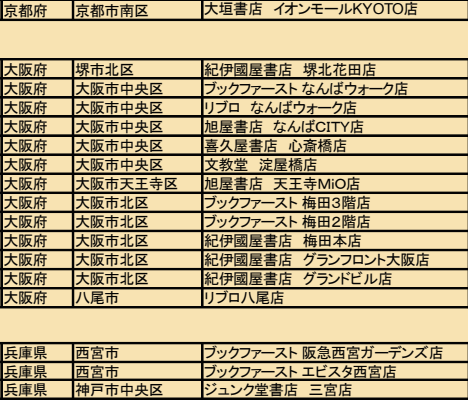 京都府 京都市南区 大垣書店　イオンモールKYOTO店
大阪府 堺市北区 紀伊國屋書店　堺北花田店
大阪府 大阪市中央区 ブックファースト なんばウォーク店
大阪府 大阪市中央区 リブロ　なんばウォーク店
大阪府 大阪市中央区 旭屋書店　なんばCITY店
大阪府 大阪市中央区 喜久屋書店　心斎橋店
大阪府 大阪市中央区 文教堂　淀屋橋店
大阪府 大阪市天王寺区 旭屋書店　天王寺MiO店
大阪府 大阪市北区 ブックファースト 梅田3階店
大阪府 大阪市北区 ブックファースト 梅田2階店
大阪府 大阪市北区 紀伊國屋書店　梅田本店
大阪府 大阪市北区 紀伊國屋書店　グランフロント大阪店
大阪府 大阪市北区 紀伊國屋書店　グランドビル店
大阪府 八尾市 リブロ八尾店
兵庫県 西宮市 ブックファースト 阪急西宮ガーデンズ店
兵庫県 西宮市 ブックファースト エビスタ西宮店
兵庫県 神戸市中央区 ジュンク堂書店　三宮店